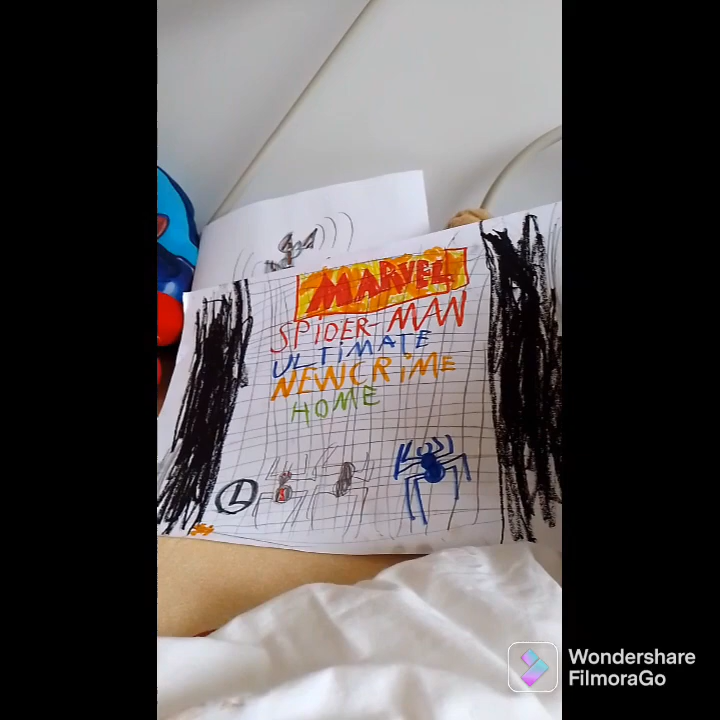 MARVEL
SPIDER-MAN
ULTIMATE
NEWCRIME
HOME
Wondershare
FilmoraGo